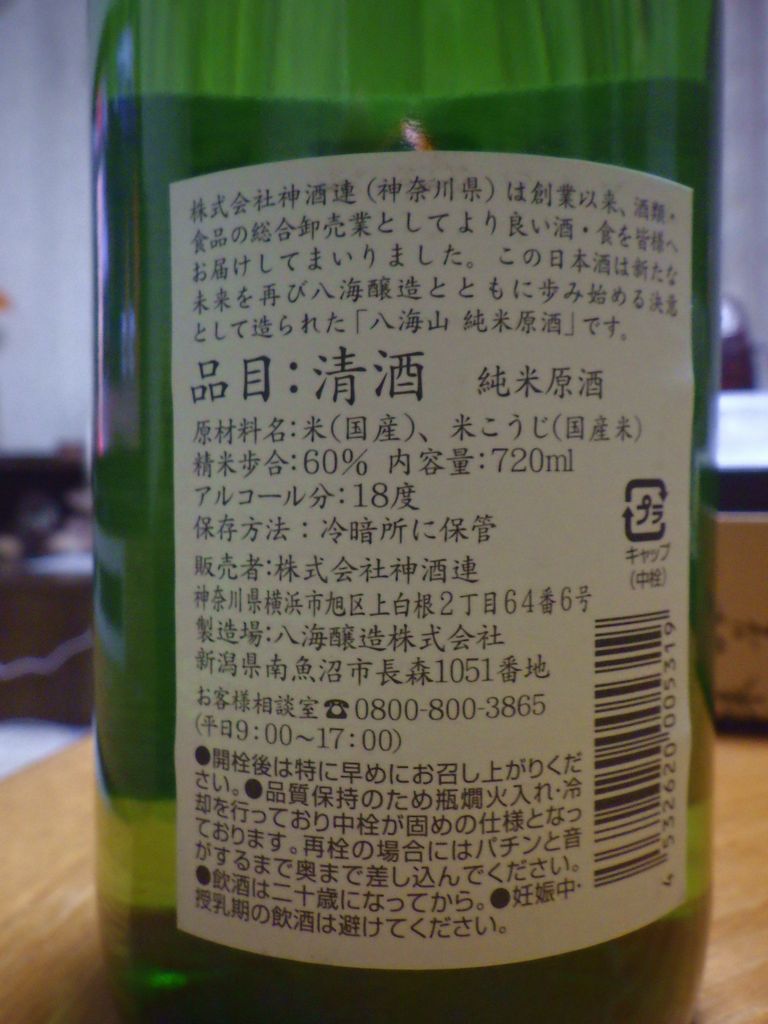 株式会社神酒連（神奈川県）は創業以来、酒類・
食品の総合卸売業としてより良い酒・食を皆様へ
お届けしてまいりました。この日本酒は新たな
未来を再び八海醸造とともに歩み始める決意
として造られた「八海山 純米原酒」です。
品目：清酒 純米原酒
原材料名：米（国産）、米こうじ（国産米）
精米歩合：60% 内容量：720ml
アルコール分：18度
保存方法：冷暗所に保管
プラ
キャップ
（中栓）
販売者：株式会社神酒連
神奈川県横浜市旭区上白根２丁目６４番６号
製造場：八海醸造株式会社
新潟県南魚沼市長森1051番地
お客様相談室☎0800-800-3865
（平日9：00〜17：00）
●開栓後は特に早めにお召し上がりくだ
さい。●品質保持のため瓶燗火入れ・冷
却を行っており中栓が固めの仕様となっ
ております。再栓の場合にはパチンと音
がするまで奥まで差し込んでください。
●飲酒は二十歳になってから。●妊娠中・
授乳期の飲酒は避けてください。
4 532620 005319